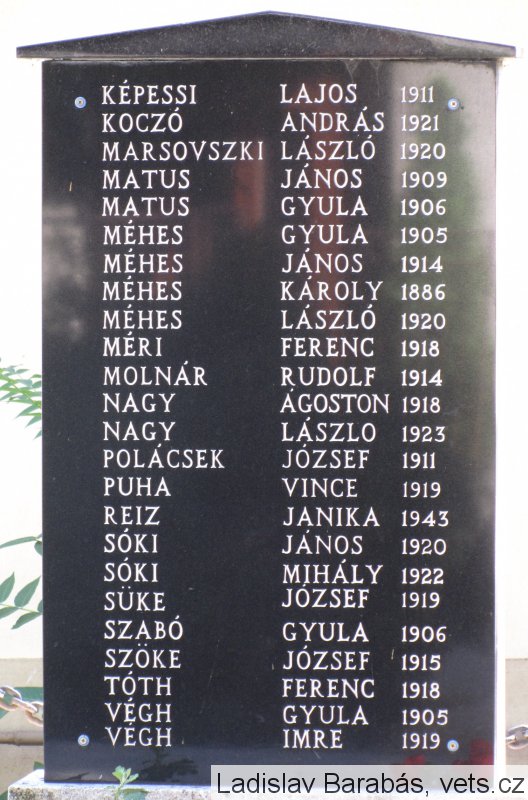 KÉPESSI LAJOS 1911
KOCZÓ ANDRÁS 1921
MARSOVSZKI LÁSZLÓ 1920
MATUS JÁNOS 1909
MATUS GYULA 1906
MÉHES GYULA 1905
MÉHES JÁNOS 1914
MÉHES KÁROLY 1886
MÉHES LÁSZLÓ 1920
MÉRI FERENC 1918
MOLNÁR RUDOLF 1914
NAGY ÁGOSTON 1918
NAGY LÁSZLO 1923
POLÁCSEK JÓZSEF 1911
PUHA VINCE 1919
REIZ JANIKA 1943
SÓKI JÁNOS 1920
SÓKI MIHÁLY 1922
SÜKE JÓZSEF 1919
SZABÓ GYULA 1906
SZÖKE JÓZSEF 1915
TÓTH FERENC 1918
VÉGH GYULA 1905
VÉGH IMRE 1919
Ladislav Barabás, vets.cz